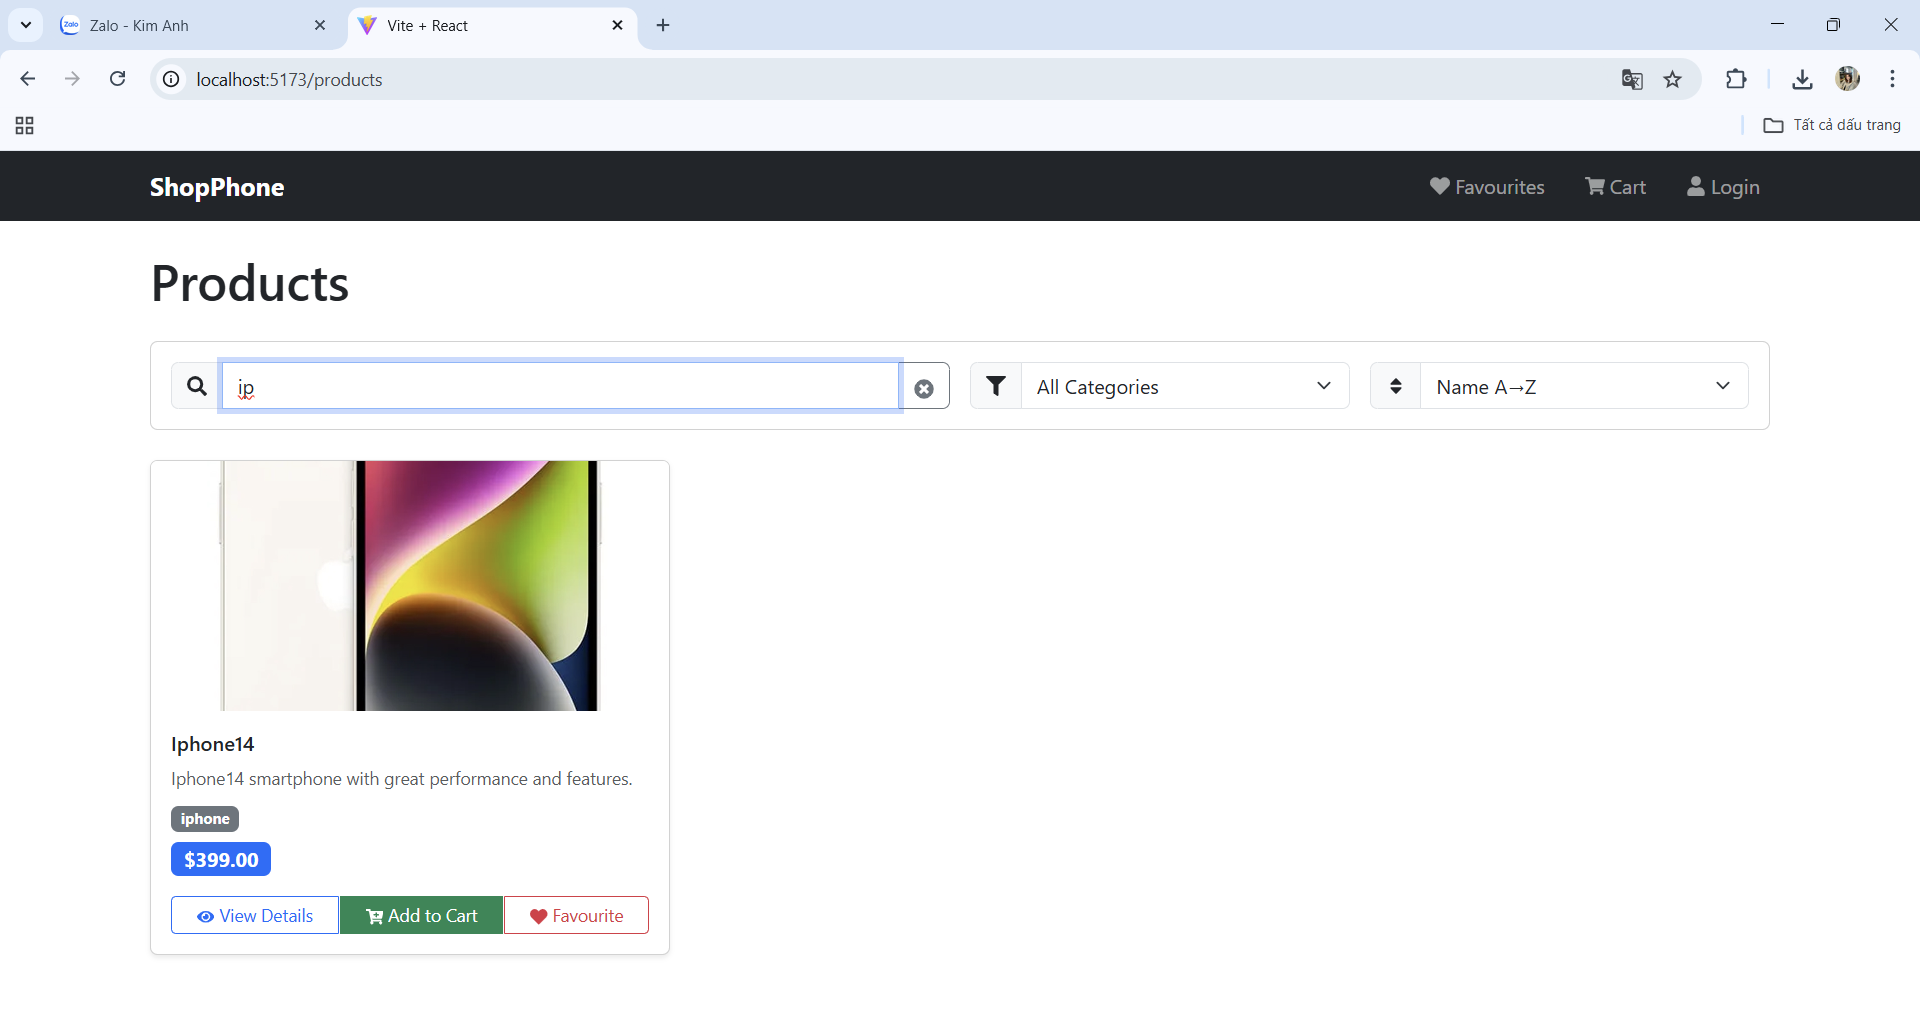 Zalo - Kim Anh
Vite + React
localhost:5173/products
Tất cả dấu trang
ShopPhone
Favourites
Cart
Login
Products
ip
All Categories
Name A→Z
Iphone14
Iphone14 smartphone with great performance and features.
iphone
$399.00
View Details
Add to Cart
Favourite